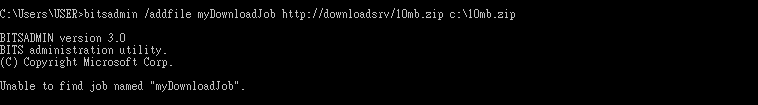 C:\Users\USER>bitsadmin /addfile myDownloadJob http://downloadsrv/10mb.zip c:\10mb.zip
BITSADMIN version 3.0
BITS administration utility.
(C) Copyright Microsoft Corp.
Unable to find job named "myDownloadJob".